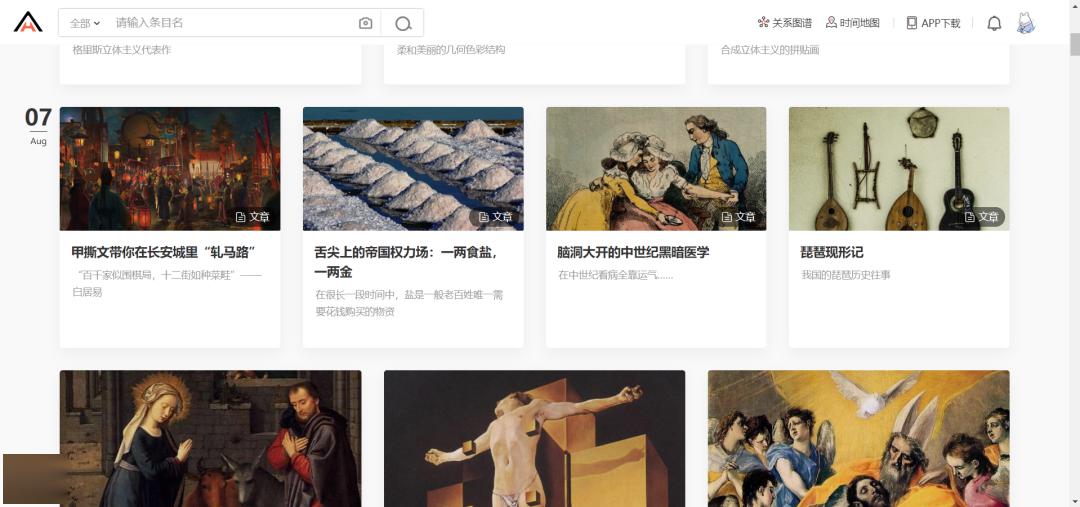 全部
请输入条目名
关系图谱
时间地图
APP下载
格里斯立体主义代表作
柔和美丽的几何色彩结构
合成立体主义的拼贴画
07
Aug
文章
文章
文章
文章
甲撕文带你在长安城里“轧马路”
“百千家似围棋局，十二街如种菜畦”——
白居易
舌尖上的帝国权力场：一两食盐，
一两金
在很长一段时间中，盐是一般老百姓唯一需
要花钱购买的物资
脑洞大开的中世纪黑暗医学
在中世纪看病全靠运气......
琵琶现形记
我国的琵琶历史往事